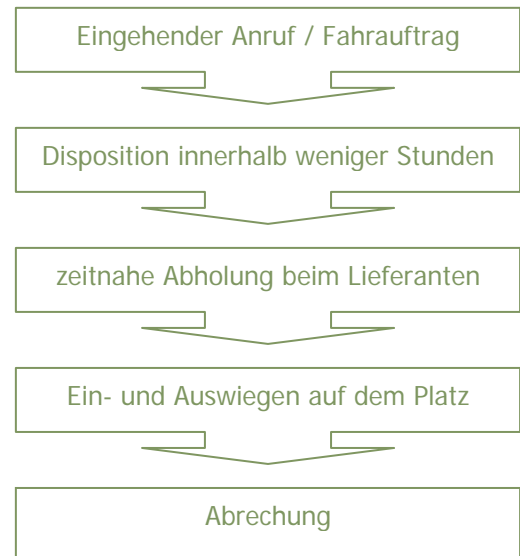 Eingehender Anruf / Fahrauftrag
Disposition innerhalb weniger Stunden
zeitnahe Abholung beim Lieferanten
Ein- und Auswiegen auf dem Platz
Abrechung